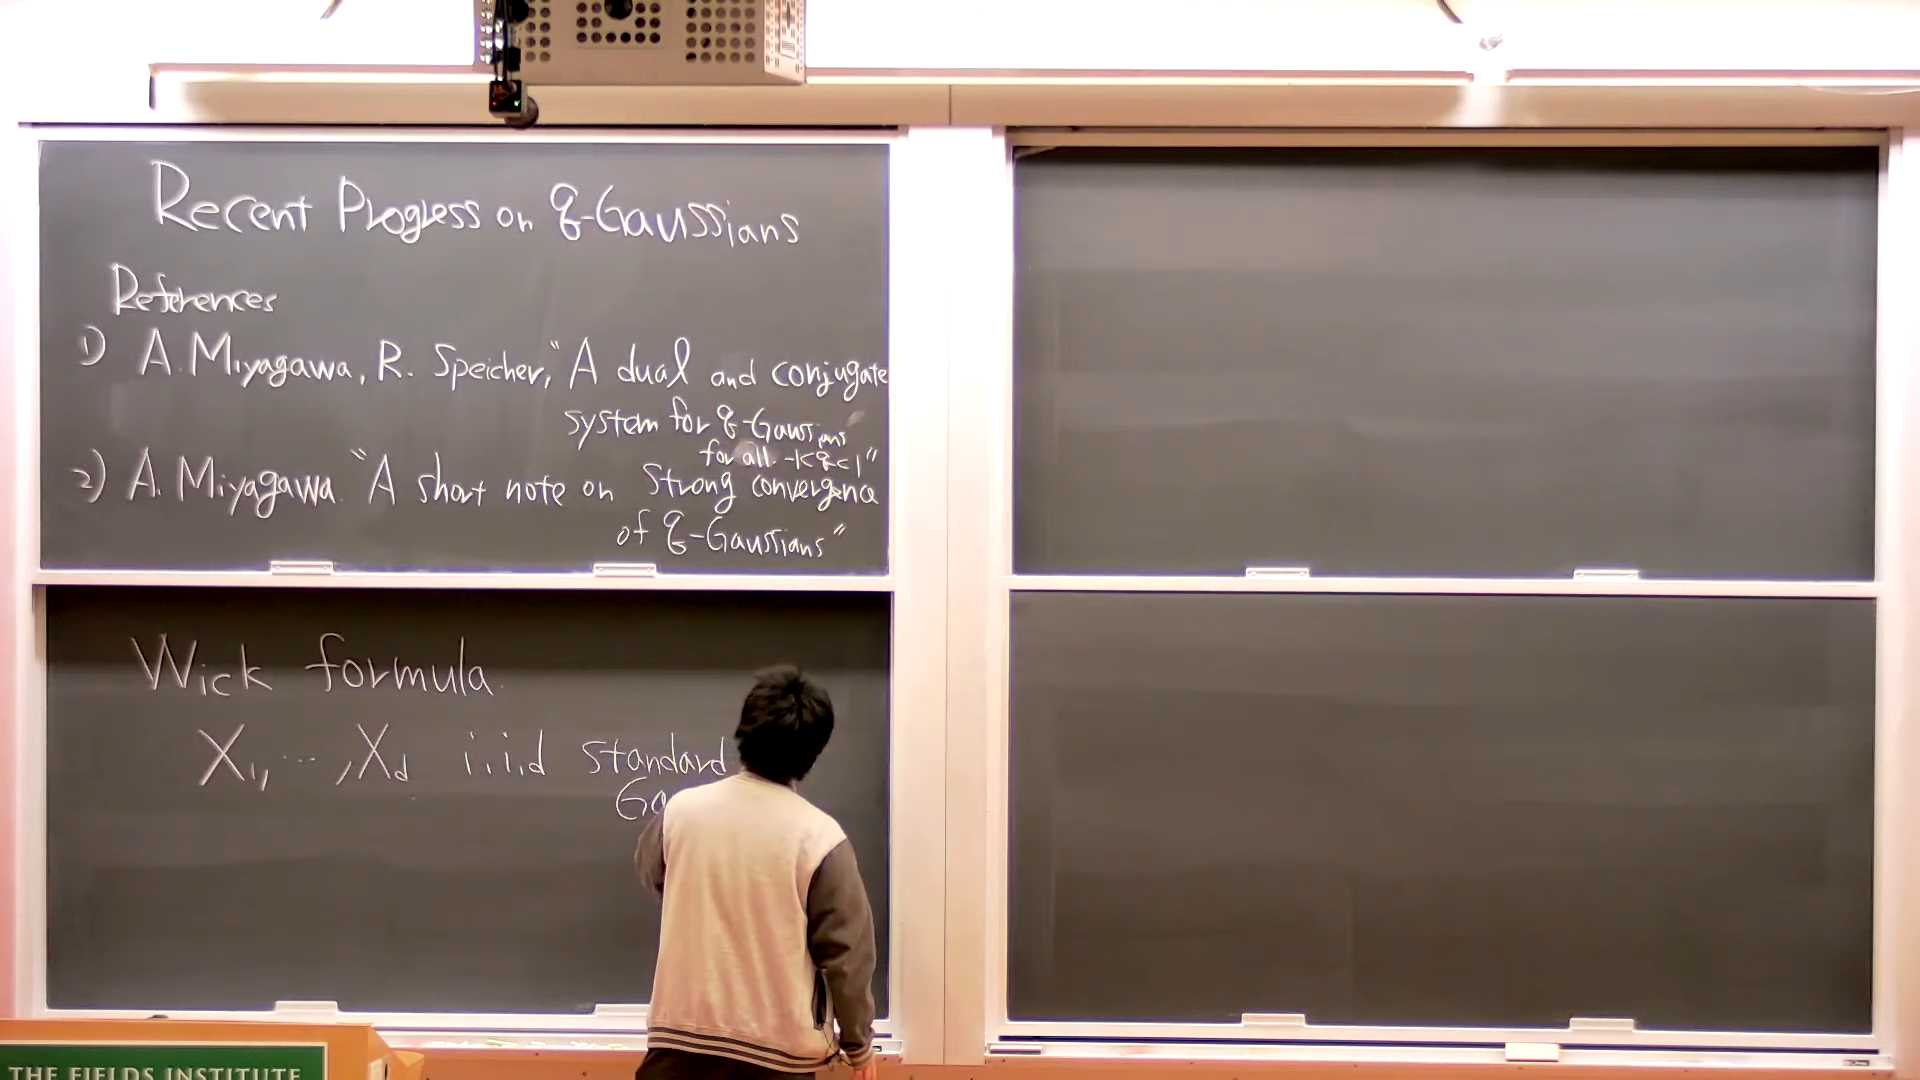 Recent Progress on q-Gaussians
References
1) A. Miyagawa, R. Speicher, "A dual and conjugate
system for q-Gaussians
for all -1<q<1"
2) A. Miyagawa. "A short note on Strong convergence
of q-Gaussians"
Wick formula.
X₁, ⋯, X_d i.i.d standard
Ga
THE FIELDS INSTITUTE